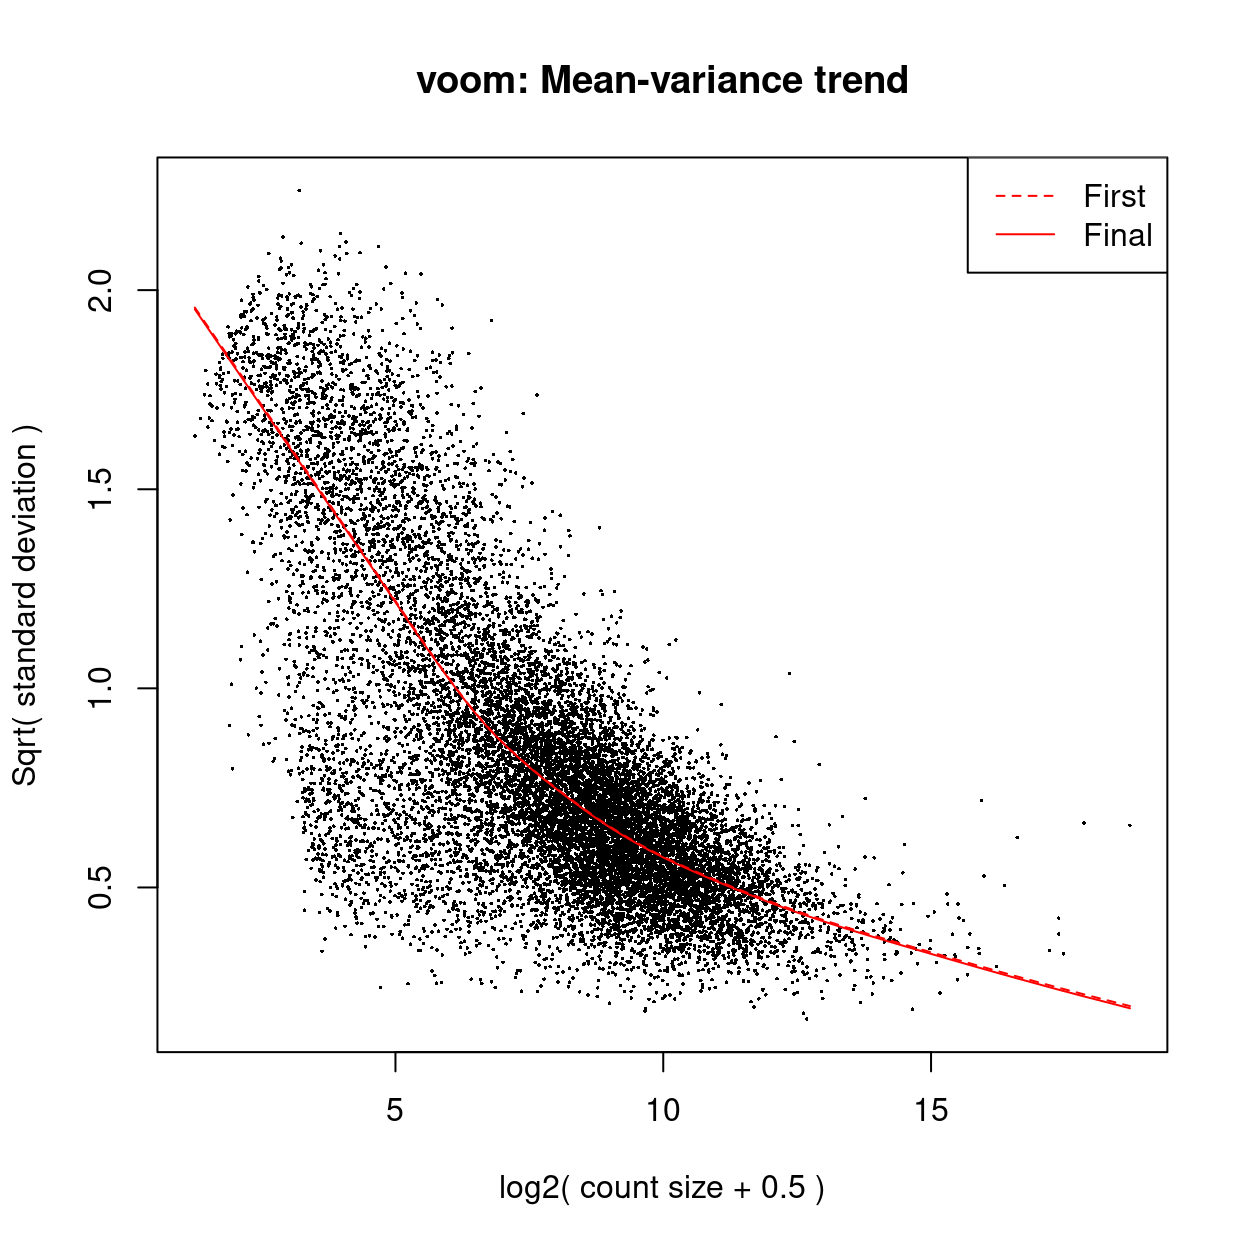 voom: Mean-variance trend
First
Final
Sqrt( standard deviation )
2.0
1.5
1.0
0.5
5
10
15
log2( count size + 0.5 )